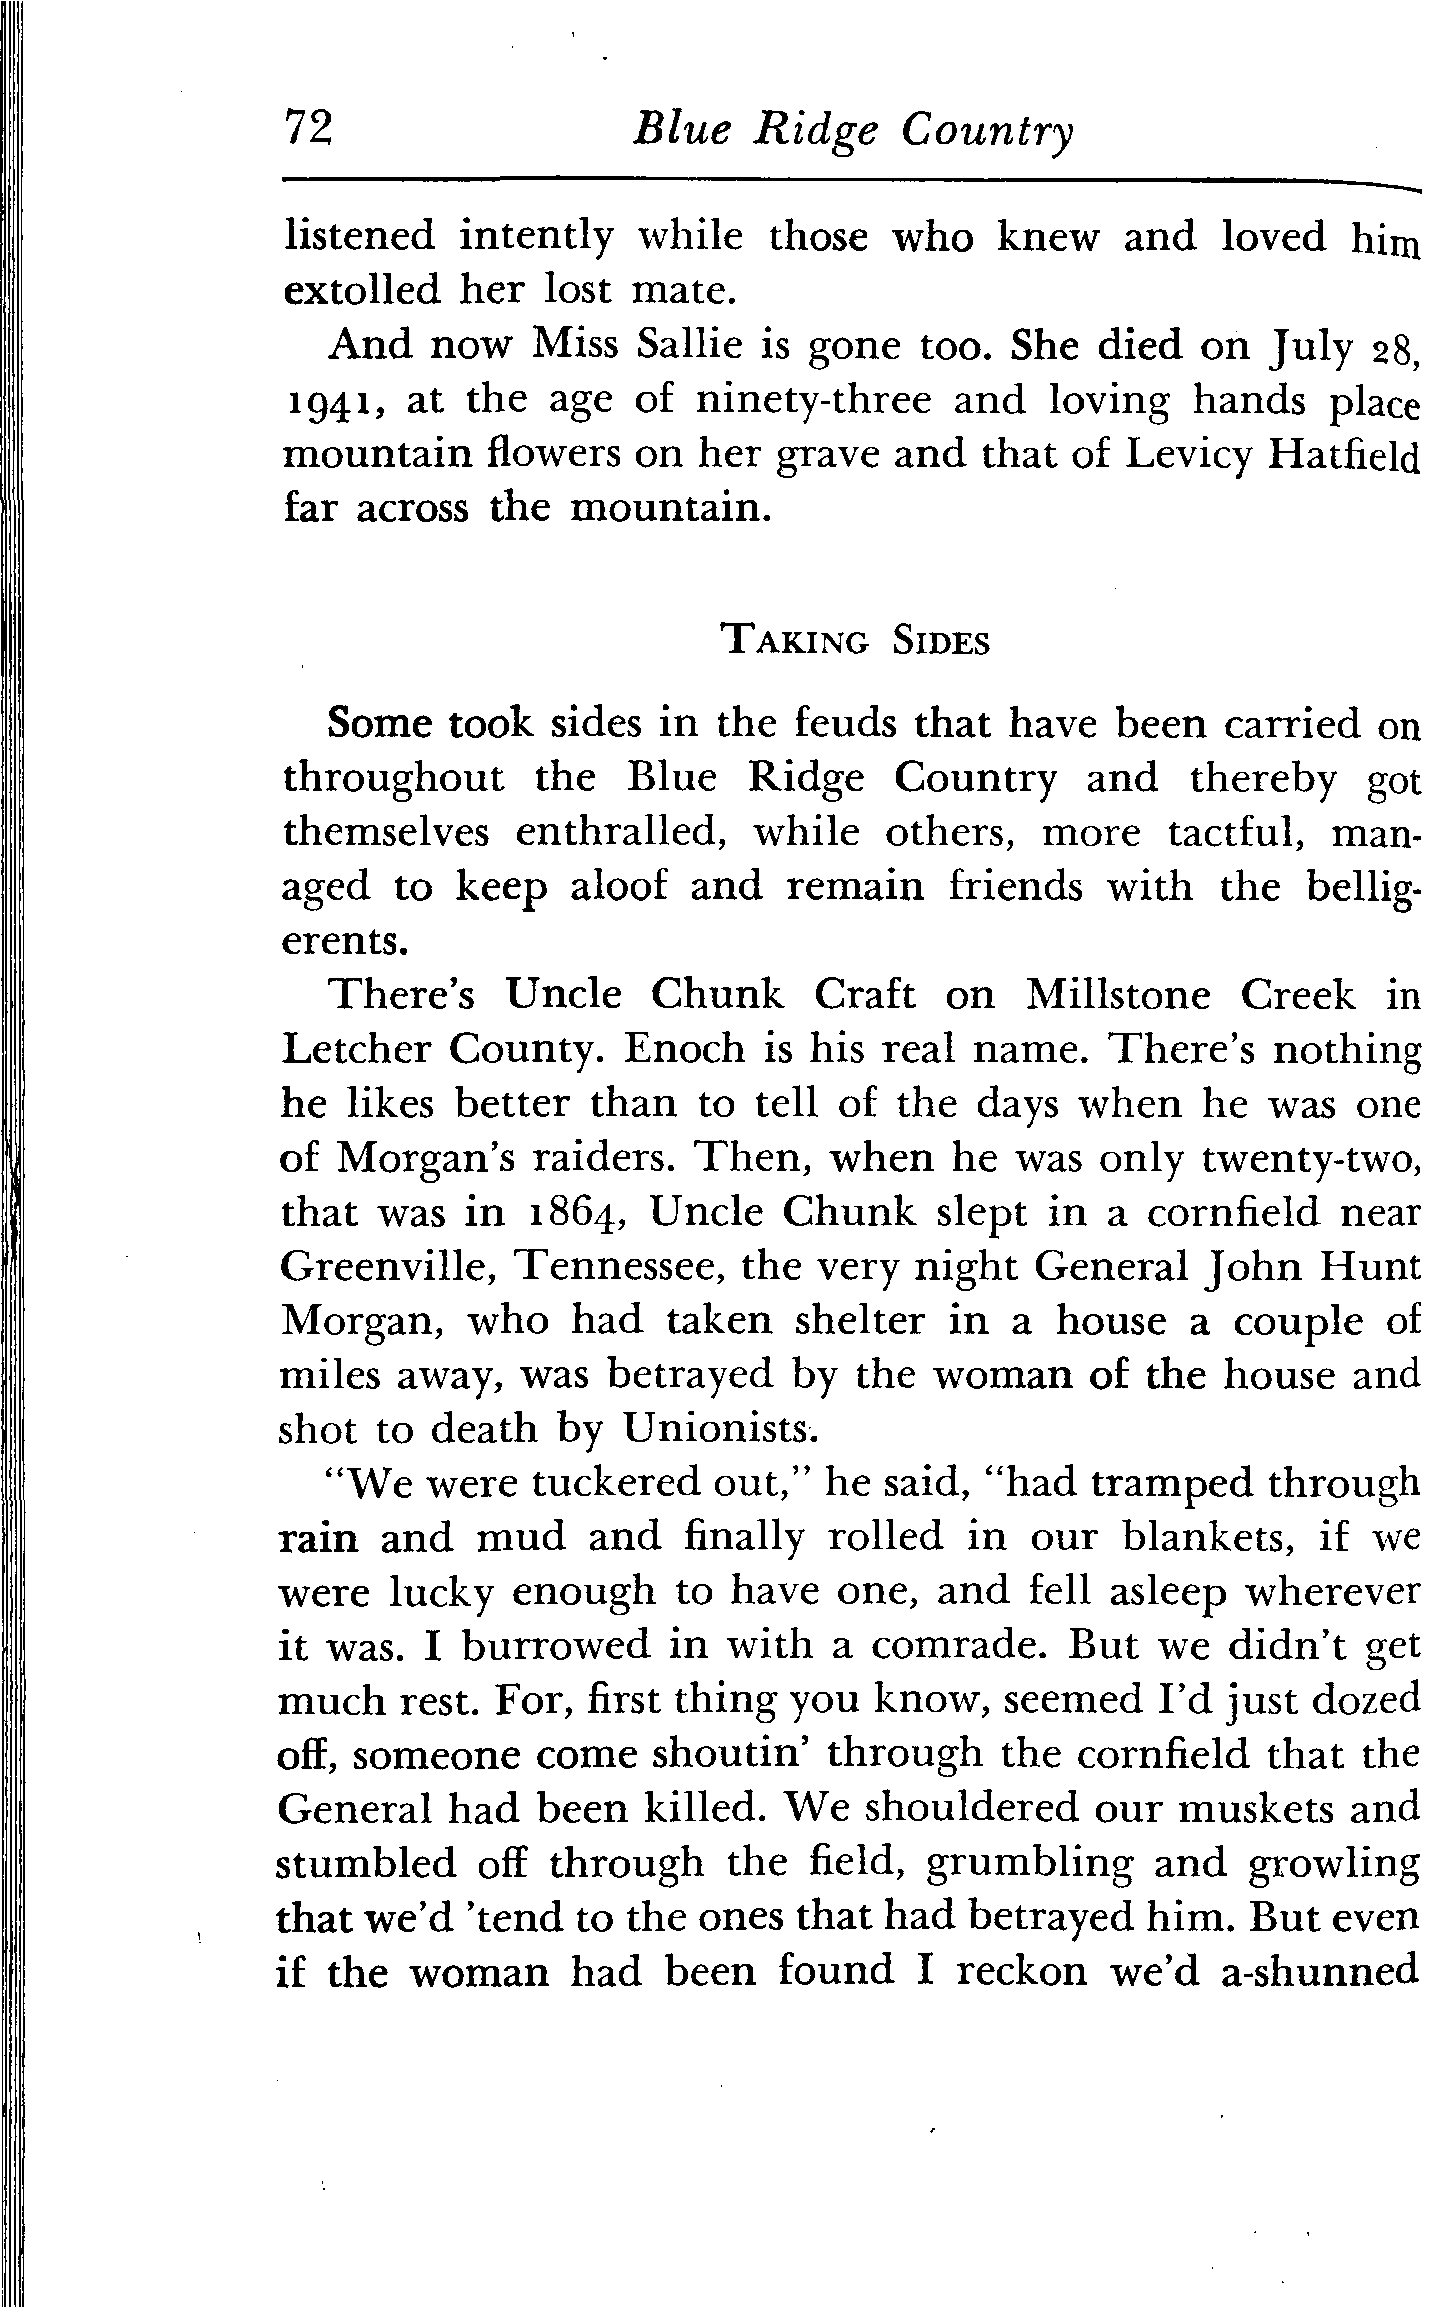 72 Blue Ridge Country
listened intently while those who knew and loved him
extolled her lost mate.
And now Miss Sallie is gone too. She died on July 28,
1941, at the age of ninety-three and loving hands place
mountain flowers on her grave and that of Levicy Hatfield
far across the mountain.
Taking Sides
Some took sides in the feuds that have been carried on
throughout the Blue Ridge Country and thereby got
themselves enthralled, while others, more tactful, man-
aged to keep aloof and remain friends with the bellig-
erents.
There's Uncle Chunk Craft on Millstone Creek in
Letcher County. Enoch is his real name. There's nothing
he likes better than to tell of the days when he was one
of Morgan's raiders. Then, when he was only twenty-two,
that was in 1864, Uncle Chunk slept in a cornfield near
Greenville, Tennessee, the very night General John Hunt
Morgan, who had taken shelter in a house a couple of
miles away, was betrayed by the woman of the house and
shot to death by Unionists.
"We were tuckered out," he said, "had tramped through
rain and mud and finally rolled in our blankets, if we
were lucky enough to have one, and fell asleep wherever
it was. I burrowed in with a comrade. But we didn't get
much rest. For, first thing you know, seemed I'd just dozed
off, someone come shoutin' through the cornfield that the
General had been killed. We shouldered our muskets and
stumbled off through the field, grumbling and growling
that we'd 'tend to the ones that had betrayed him. But even
if the woman had been found I reckon we'd a-shunned